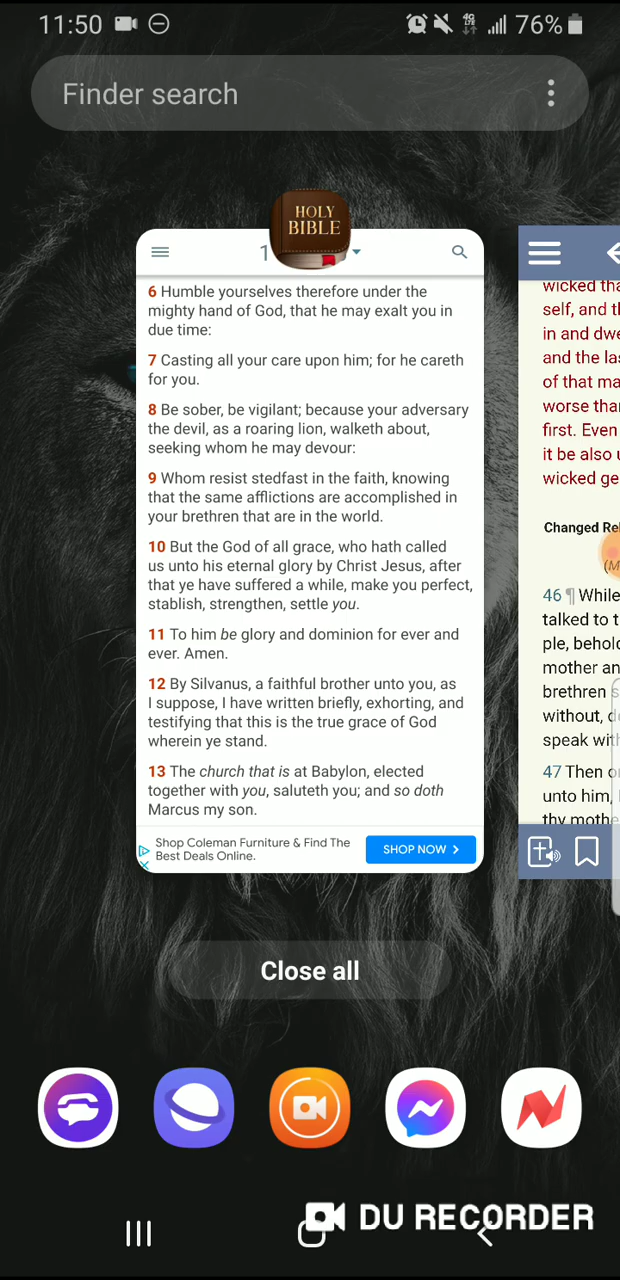 11:50
4G
LTE
76%
Finder search
HOLY
BIBLE
1
6 Humble yourselves therefore under the
mighty hand of God, that he may exalt you in
due time:
7 Casting all your care upon him; for he careth
for you.
8 Be sober, be vigilant; because your adversary
the devil, as a roaring lion, walketh about,
seeking whom he may devour:
9 Whom resist stedfast in the faith, knowing
that the same afflictions are accomplished in
your brethren that are in the world.
10 But the God of all grace, who hath called
us unto his eternal glory by Christ Jesus, after
that ye have suffered a while, make you perfect,
stablish, strengthen, settle you.
11 To him be glory and dominion for ever and
ever. Amen.
12 By Silvanus, a faithful brother unto you, as
I suppose, I have written briefly, exhorting, and
testifying that this is the true grace of God
wherein ye stand.
13 The church that is at Babylon, elected
together with you, saluteth you; and so doth
Marcus my son.
Shop Coleman Furniture & Find The
Best Deals Online.
SHOP NOW
wicked
self, and
in and
and the
of that
worse
first. Even
it be also
wicked
Changed
46 ¶ While
talked to
ple,
mother
brethren
without,
speak
47 Then
unto him,
thy
Close all
DU RECORDER